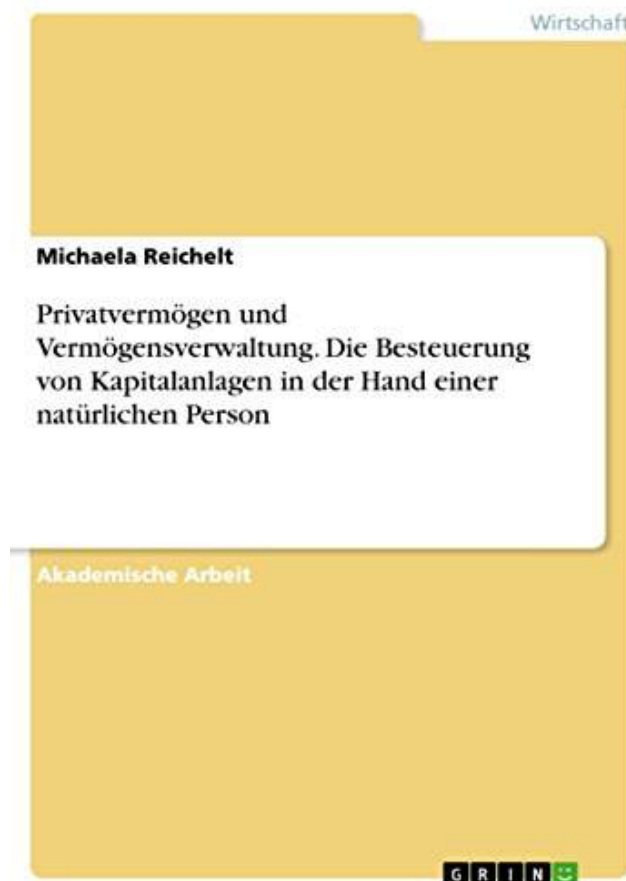 Wirtschaft
Michaela Reichelt
Privatvermögen und
Vermögensverwaltung. Die Besteuerung
von Kapitalanlagen in der Hand einer
natürlichen Person
Akademische Arbeit
GRIN